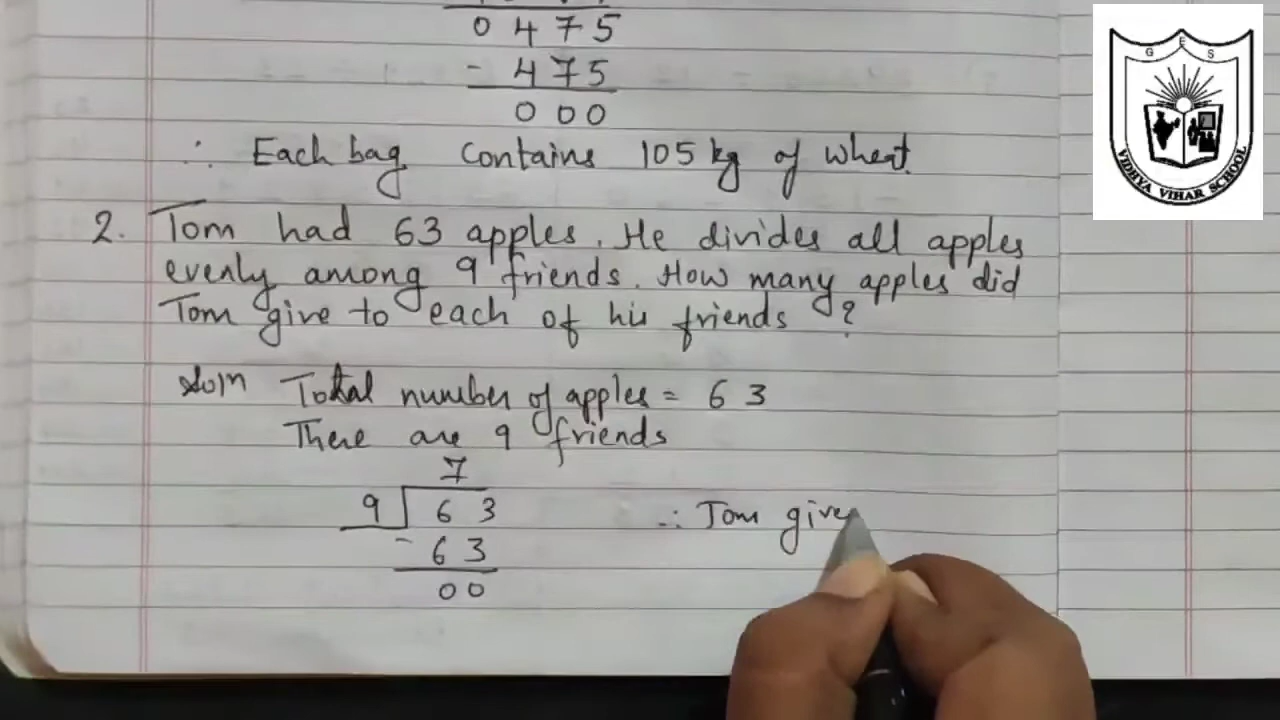 0 4 7 5
- 4 7 5
0 0 0
∴ Each bag contains 105 kg of wheat.
2. Tom had 63 apples. He divides all apples
evenly among 9 friends. How many apples did
Tom give to each of his friends ?
Soln Total number of apples = 6 3
There are 9 friends
7
9 6 3
- 6 3
0 0
∴ Tom give
G E S
VIDHYA VIHAR SCHOOL